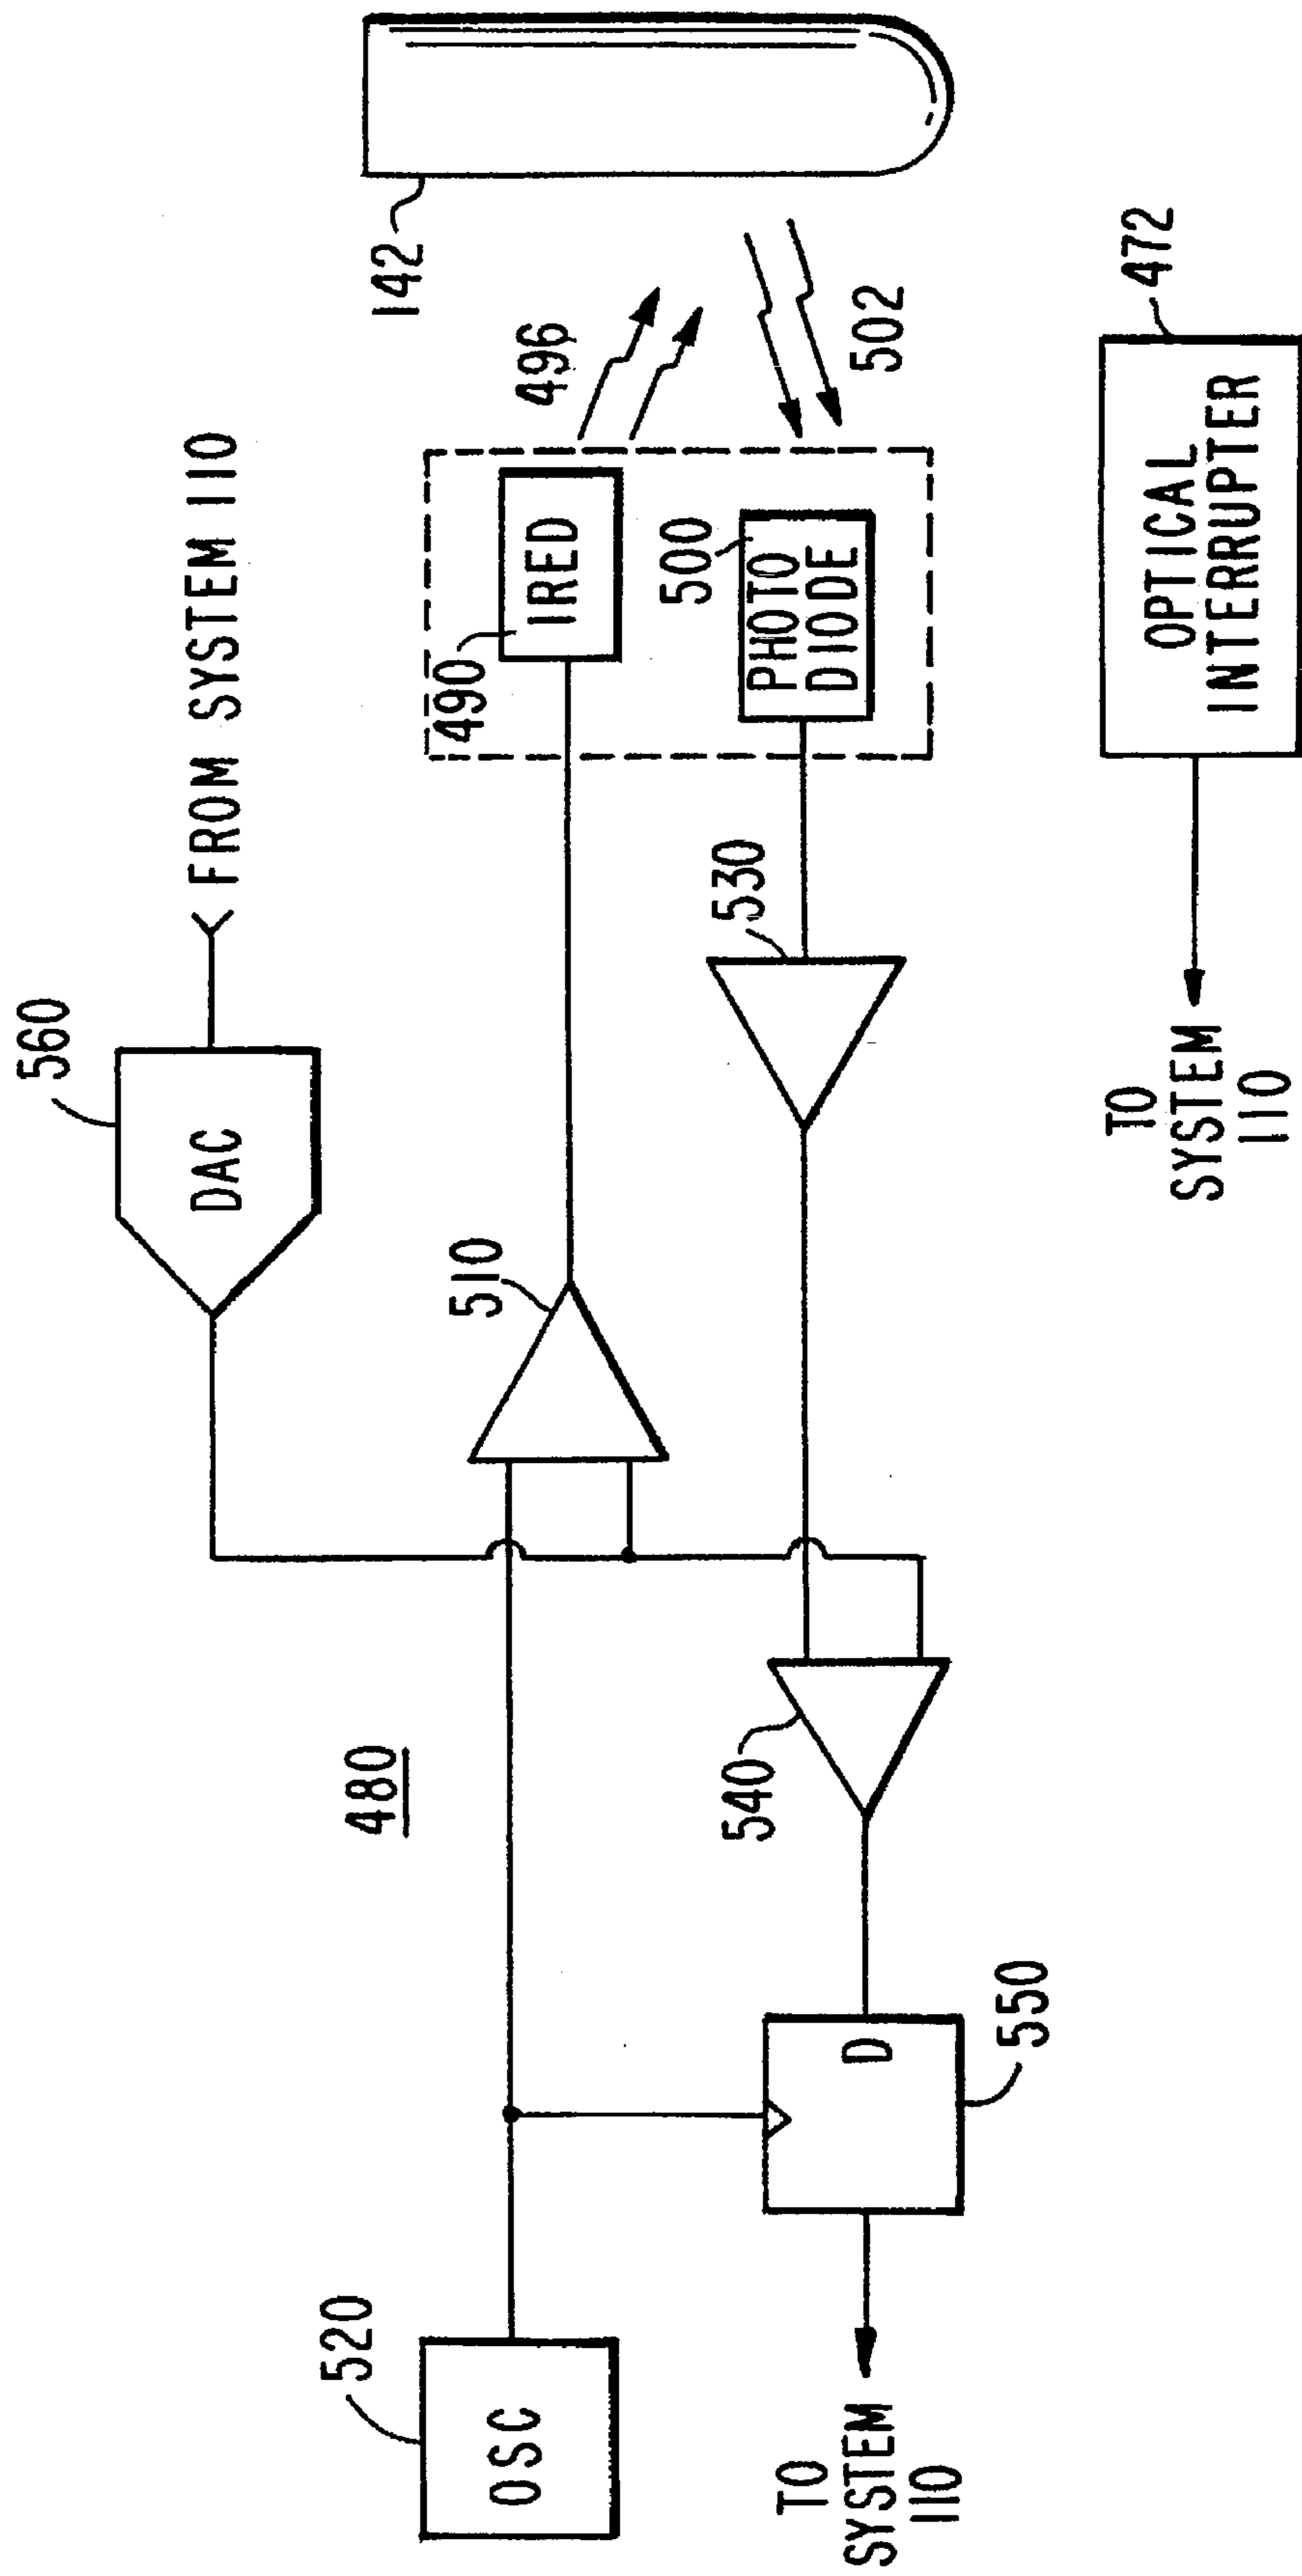 560
FROM SYSTEM 110
DAC
142
496
490
IRED
510
480
520
OSC
500
PHOTO
DIODE
502
530
540
550
D
TO
SYSTEM
110
472
OPTICAL
INTERRUPTER
TO
SYSTEM
110